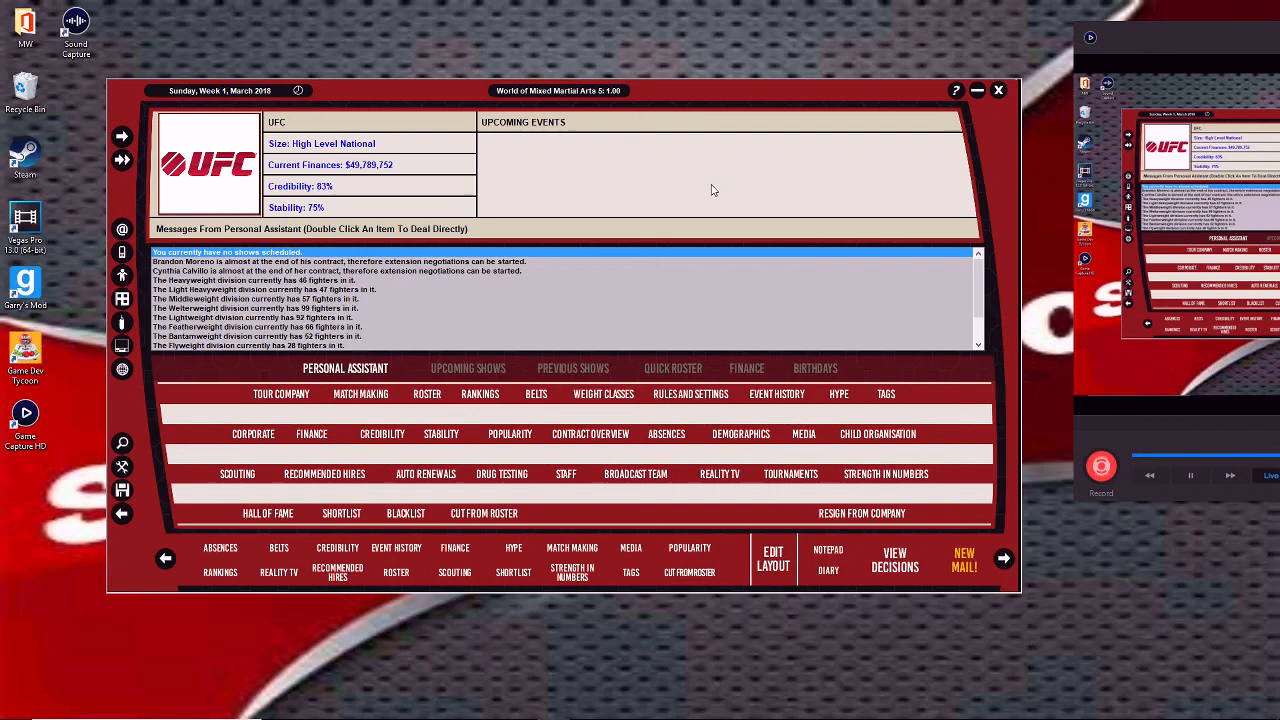 MW
Sound
Capture
Recycle Bin
Steam
Vegas Pro
13.0 (64-bit)
Garry's Mod
Game Dev
Tycoon
Game
Capture HD
Sunday, Week 1, March 2018
World of Mixed Martial Arts 5: 1.00
?
UFC
UFC
UPCOMING EVENTS
Size: High Level National
Current Finances: $49,789,752
Credibility: 83%
Stability: 75%
Messages From Personal Assistant (Double Click An Item To Deal Directly)
You currently have no shows scheduled.
Brandon Moreno is almost at the end of his contract, therefore extension negotiations can be started.
Cynthia Calvillo is almost at the end of her contract, therefore extension negotiations can be started.
The Heavyweight division currently has 46 fighters in it.
The Light Heavyweight division currently has 47 fighters in it.
The Middleweight division currently has 57 fighters in it.
The Welterweight division currently has 99 fighters in it.
The Lightweight division currently has 92 fighters in it.
The Featherweight division currently has 66 fighters in it.
The Bantamweight division currently has 52 fighters in it.
The Flyweight division currently has 28 fighters in it.
PERSONAL ASSISTANT UPCOMING SHOWS PREVIOUS SHOWS QUICK ROSTER FINANCE BIRTHDAYS
TOUR COMPANY MATCH MAKING ROSTER RANKINGS BELTS WEIGHT CLASSES RULES AND SETTINGS EVENT HISTORY HYPE TAGS
CORPORATE FINANCE CREDIBILITY STABILITY POPULARITY CONTRACT OVERVIEW ABSENCES DEMOGRAPHICS MEDIA CHILD ORGANISATION
SCOUTING RECOMMENDED HIRES AUTO RENEWALS DRUG TESTING STAFF BROADCAST TEAM REALITY TV TOURNAMENTS STRENGTH IN NUMBERS
HALL OF FAME SHORTLIST BLACKLIST CUT FROM ROSTER RESIGN FROM COMPANY
ABSENCES BELTS CREDIBILITY EVENT HISTORY FINANCE HYPE MATCH MAKING MEDIA POPULARITY
RANKINGS REALITY TV RECOMMENDED HIRES ROSTER SCOUTING SHORTLIST STRENGTH IN NUMBERS TAGS CUT FROM ROSTER
EDIT
LAYOUT
NOTEPAD
DIARY
VIEW
DECISIONS
NEW
MAIL!
Record
Live